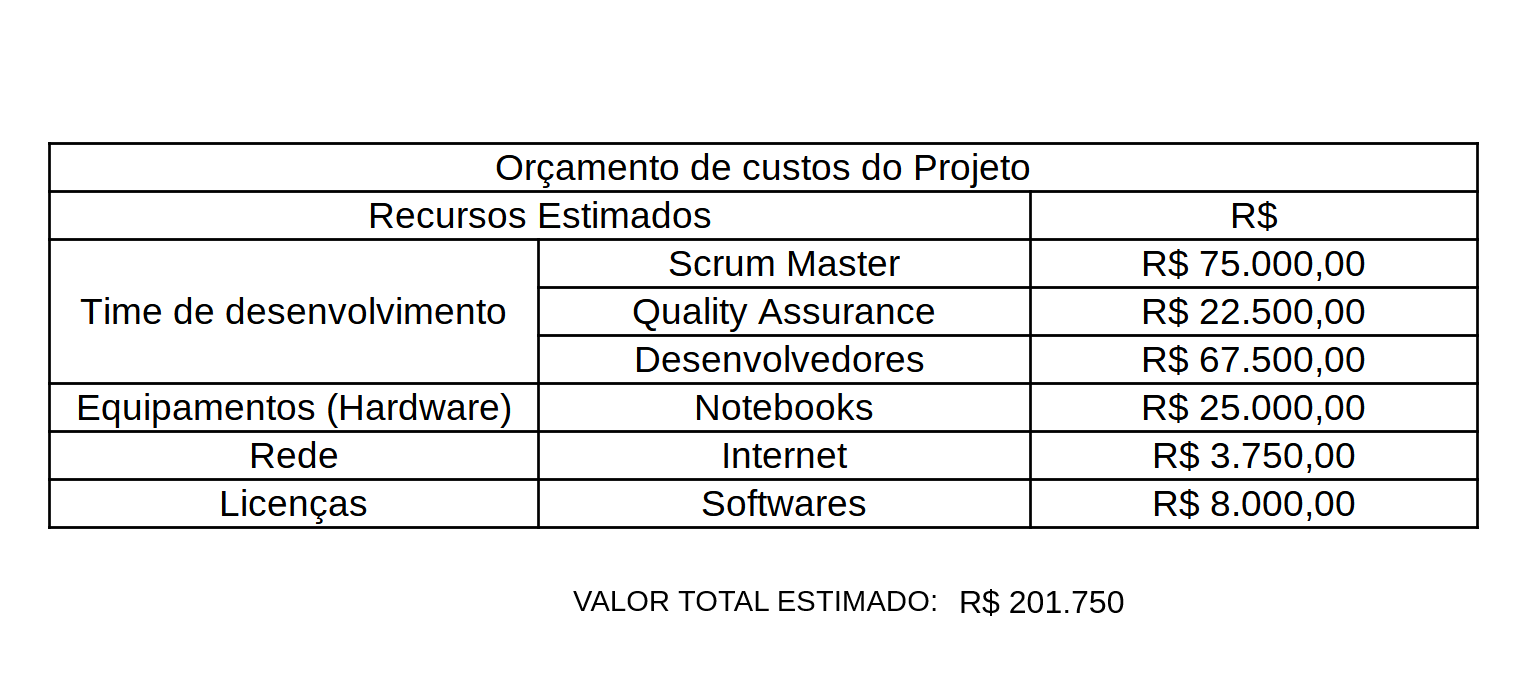 Orçamento de custos do Projeto
Recursos Estimados R$
Time de desenvolvimento Scrum Master R$ 75.000,00
Quality Assurance R$ 22.500,00
Desenvolvedores R$ 67.500,00
Equipamentos (Hardware) Notebooks R$ 25.000,00
Rede Internet R$ 3.750,00
Licenças Softwares R$ 8.000,00
VALOR TOTAL ESTIMADO: R$ 201.750